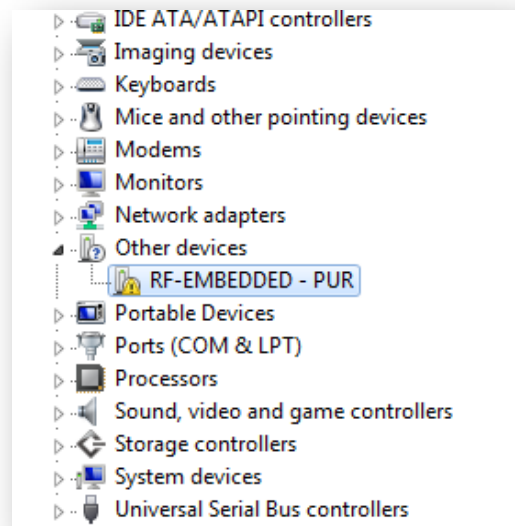 IDE ATA/ATAPI controllers
Imaging devices
Keyboards
Mice and other pointing devices
Modems
Monitors
Network adapters
Other devices
RF-EMBEDDED - PUR
Portable Devices
Ports (COM & LPT)
Processors
Sound, video and game controllers
Storage controllers
System devices
Universal Serial Bus controllers